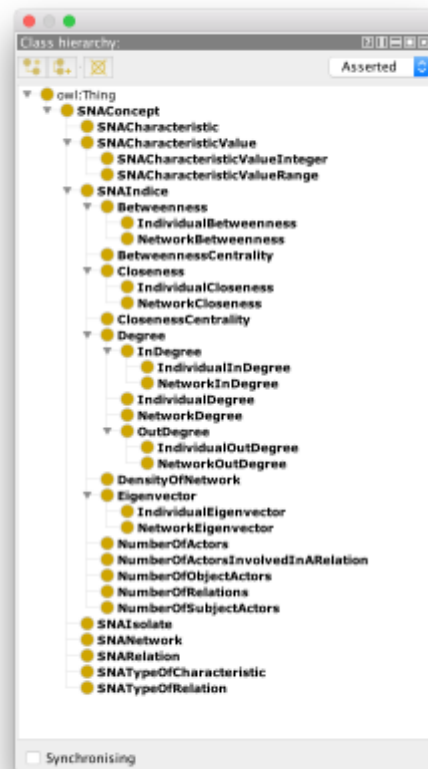 Class hierarchy:
Asserted
owl:Thing
SNAConcept
SNACharacteristic
SNACharacteristicValue
SNACharacteristicValueInteger
SNACharacteristicValueRange
SNAIndice
Betweenness
IndividualBetweenness
NetworkBetweenness
BetweennessCentrality
Closeness
IndividualCloseness
NetworkCloseness
ClosenessCentrality
Degree
InDegree
IndividualInDegree
NetworkInDegree
IndividualDegree
NetworkDegree
OutDegree
IndividualOutDegree
NetworkOutDegree
DensityOfNetwork
Eigenvector
IndividualEigenvector
NetworkEigenvector
NumberOfActors
NumberOfActorsInvolvedInARelation
NumberOfObjectActors
NumberOfRelations
NumberOfSubjectActors
SNAIsolate
SNANetwork
SNARelation
SNATypeOfCharacteristic
SNATypeOfRelation
Synchronising